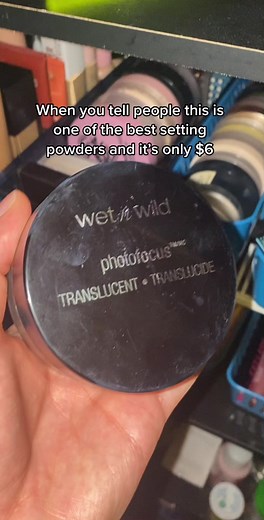 When you tell people this is
one of the best setting
powders and it's only $6
wet n wild
photofocus
TRANSLUCENT • TRANSLUCIDE